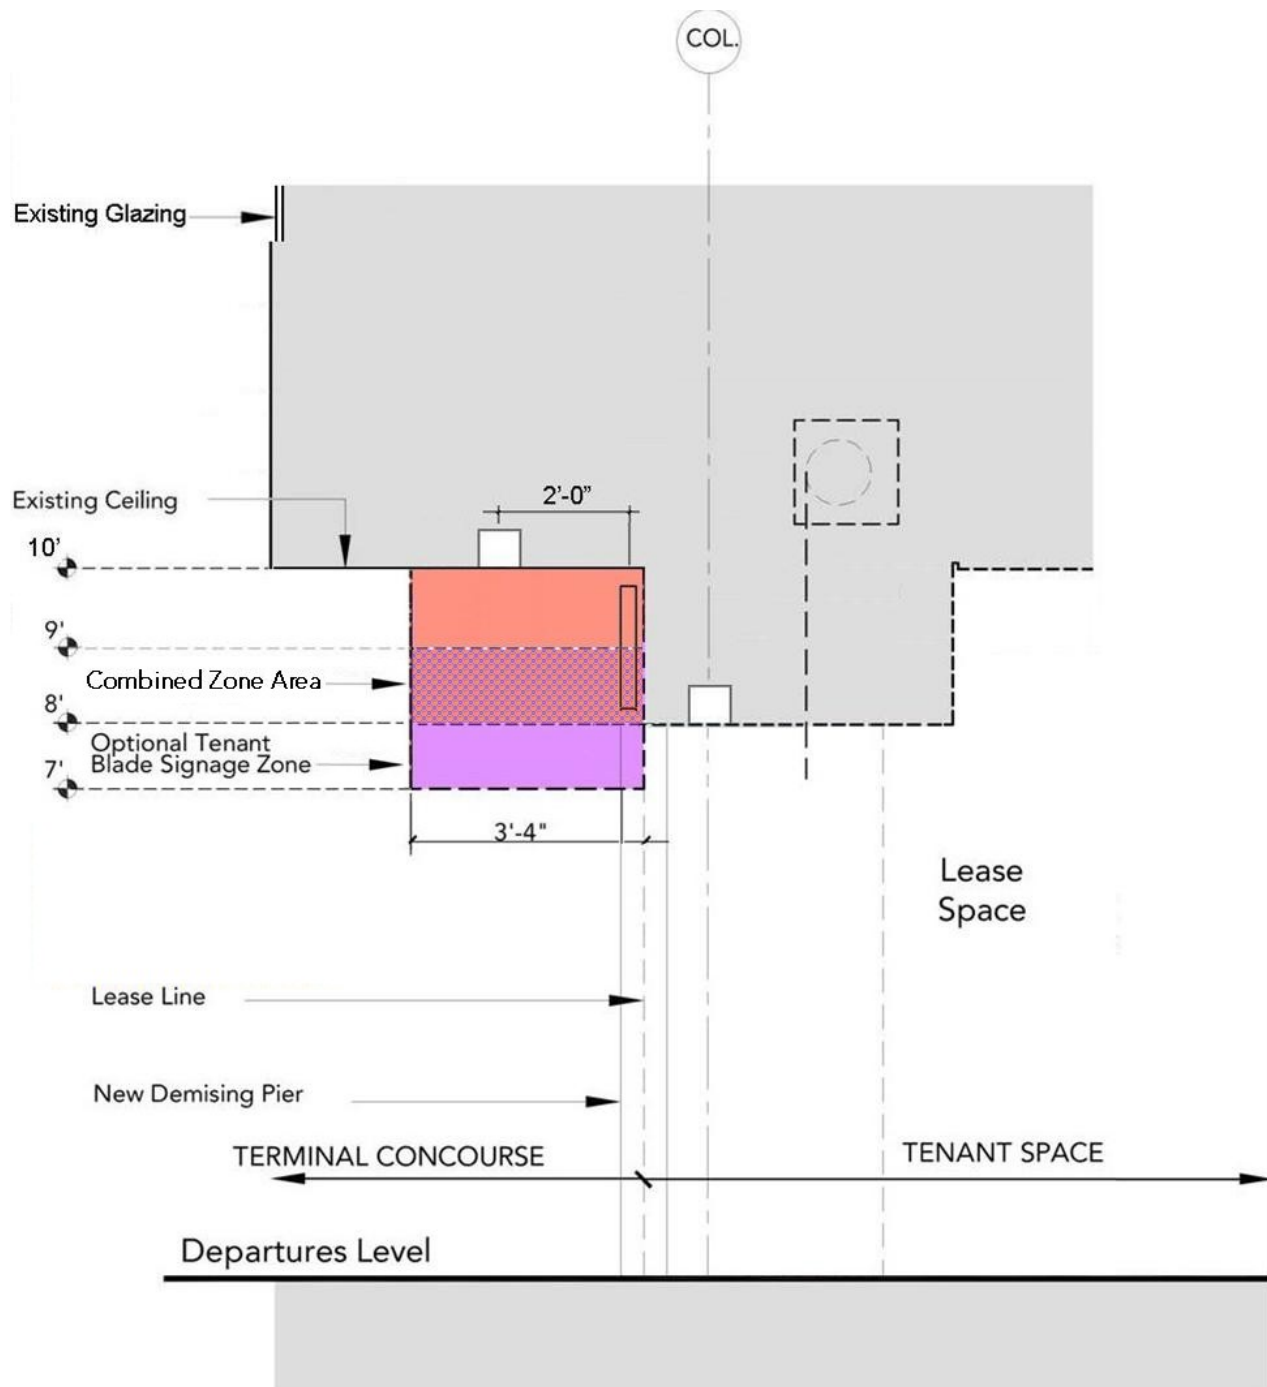 COL.
Existing Glazing
2'-0"
Existing Ceiling
10'
9'
Combined Zone Area
8'
Optional Tenant
Blade Signage Zone
7'
3'-4"
Lease
Space
Lease Line
New Demising Pier
TERMINAL CONCOURSE
TENANT SPACE
Departures Level